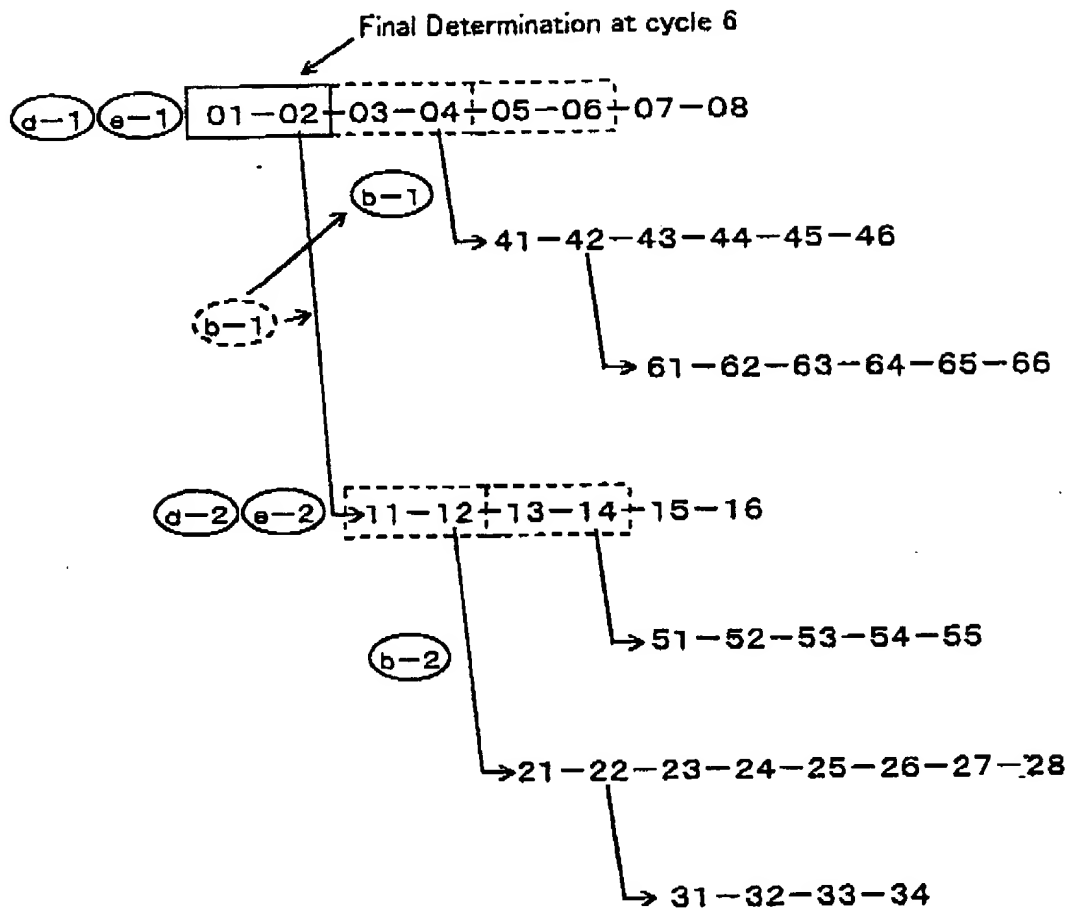 Final Determination at cycle 6
d-1 e-1 01-02-03-04-05-06-07-08
b-1
41-42-43-44-45-46
b-1
61-62-63-64-65-66
d-2 e-2 11-12-13-14-15-16
51-52-53-54-55
b-2
21-22-23-24-25-26-27-28
31-32-33-34